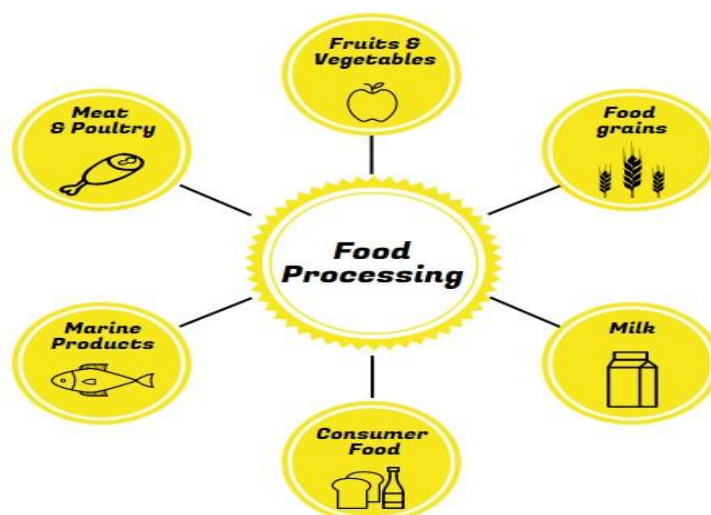 Fruits &
Vegetables
Meat
& Poultry
Food
grains
Food
Processing
Marine
Products
Milk
Consumer
Food